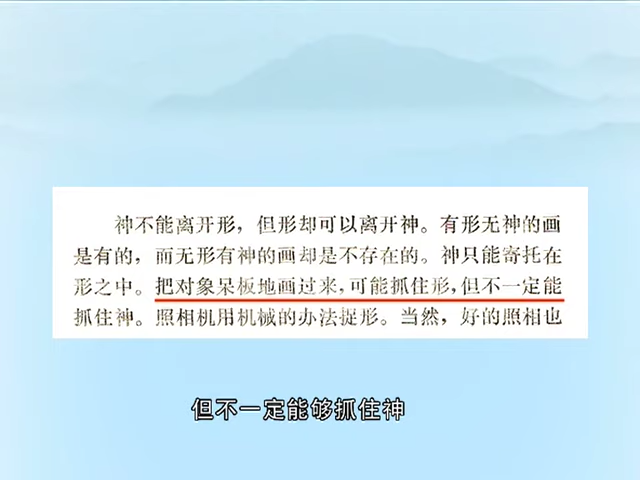 神不能离开形，但形却可以离开神。有形无神的画
是有的，而无形有神的画却是不存在的。神只能寄托在
形之中。把对象呆板地画过来，可能抓住形，但不一定能
抓住神。照相机用机械的办法捉形。当然，好的照相也
但不一定能够抓住神